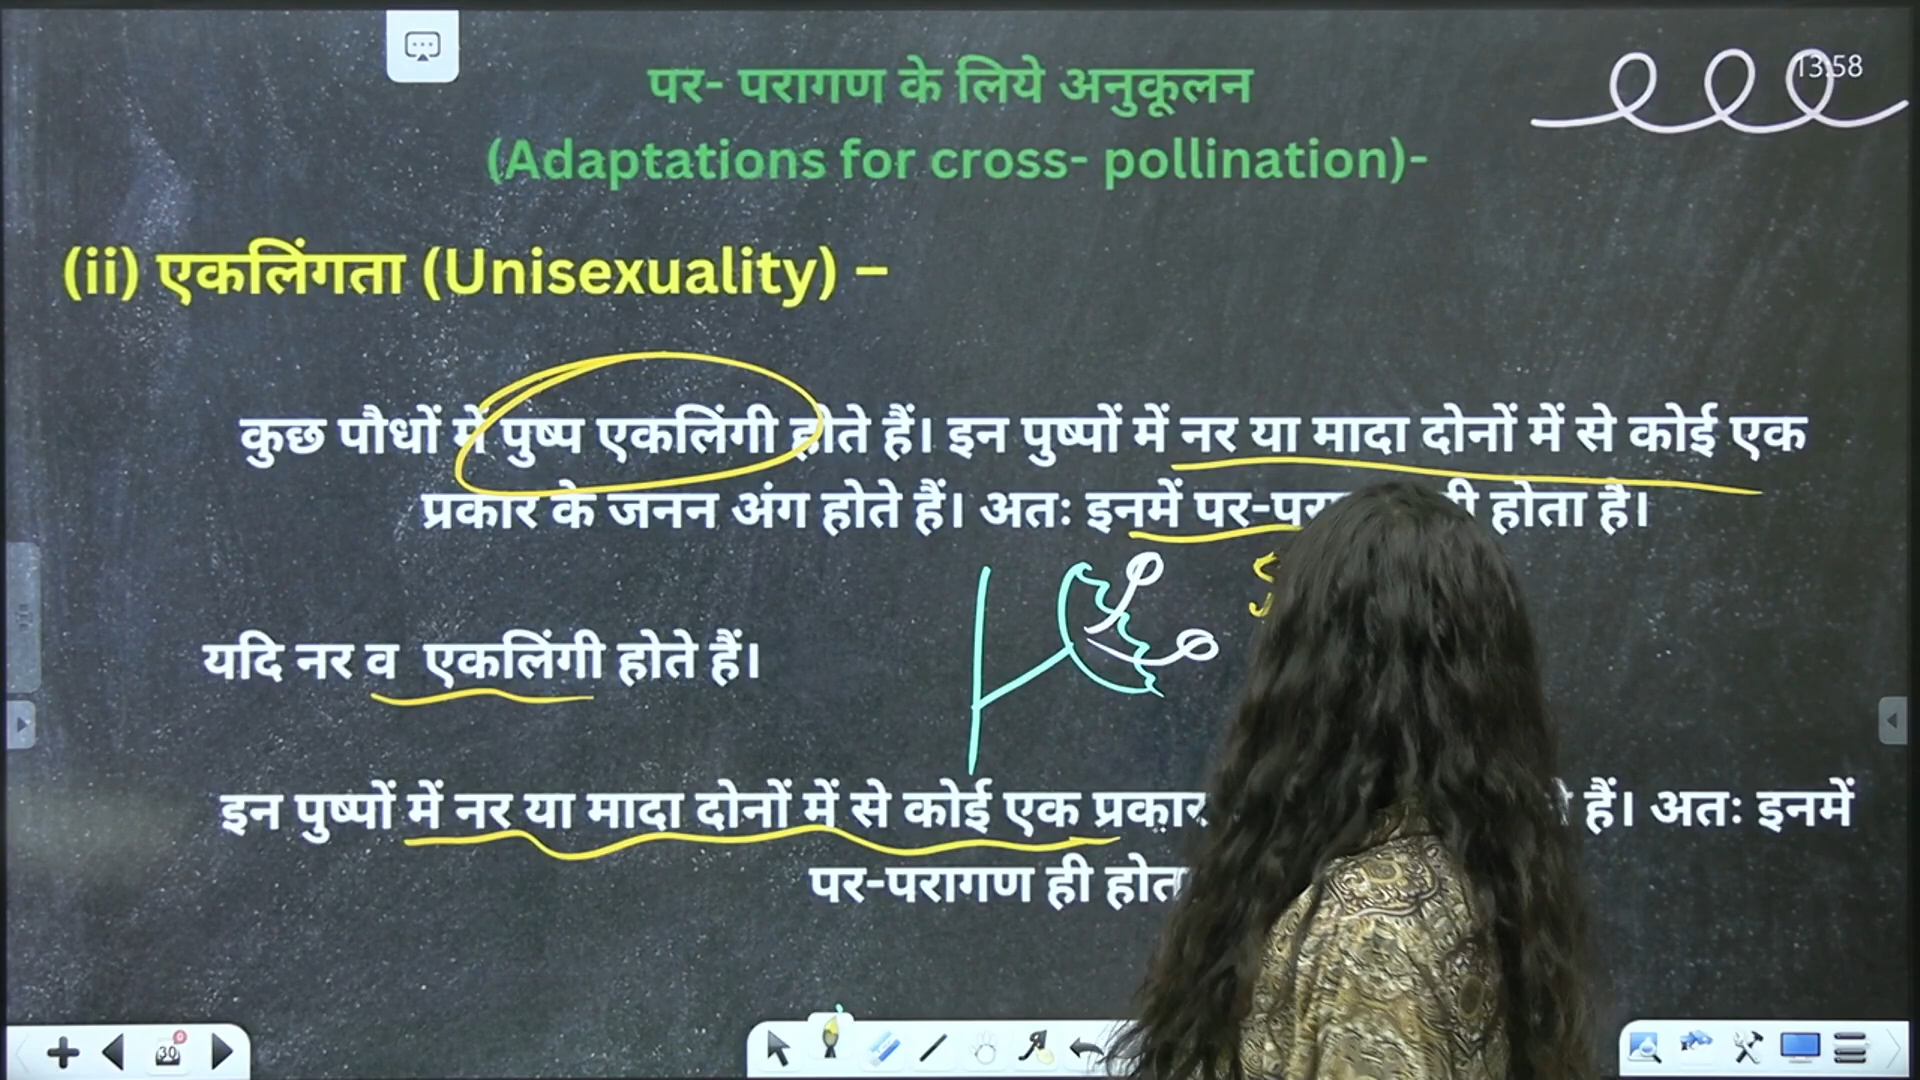 13:58
पर- परागण के लिये अनुकूलन
(Adaptations for cross- pollination)-
(ii) एकलिंगता (Unisexuality) –
कुछ पौधों में पुष्प एकलिंगी होते हैं। इन पुष्पों में नर या मादा दोनों में से कोई एक
प्रकार के जनन अंग होते हैं। अतः इनमें होता है।
यदि नर व एकलिंगी होते हैं।
इन पुष्पों में नर या मादा दोनों में से कोई एक प्रकार हैं। अतः इनमें
पर-परागण ही
30